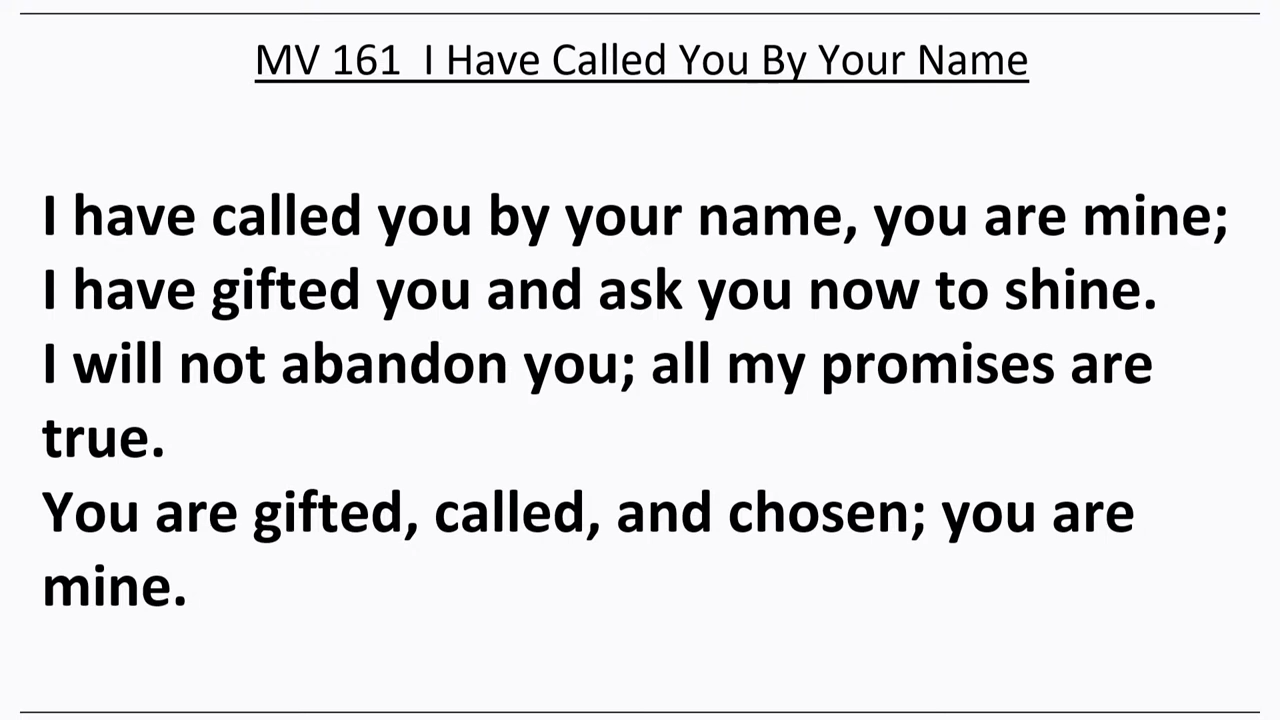 MV 161  I Have Called You By Your Name
I have called you by your name, you are mine;
I have gifted you and ask you now to shine.
I will not abandon you; all my promises are
true.
You are gifted, called, and chosen; you are
mine.